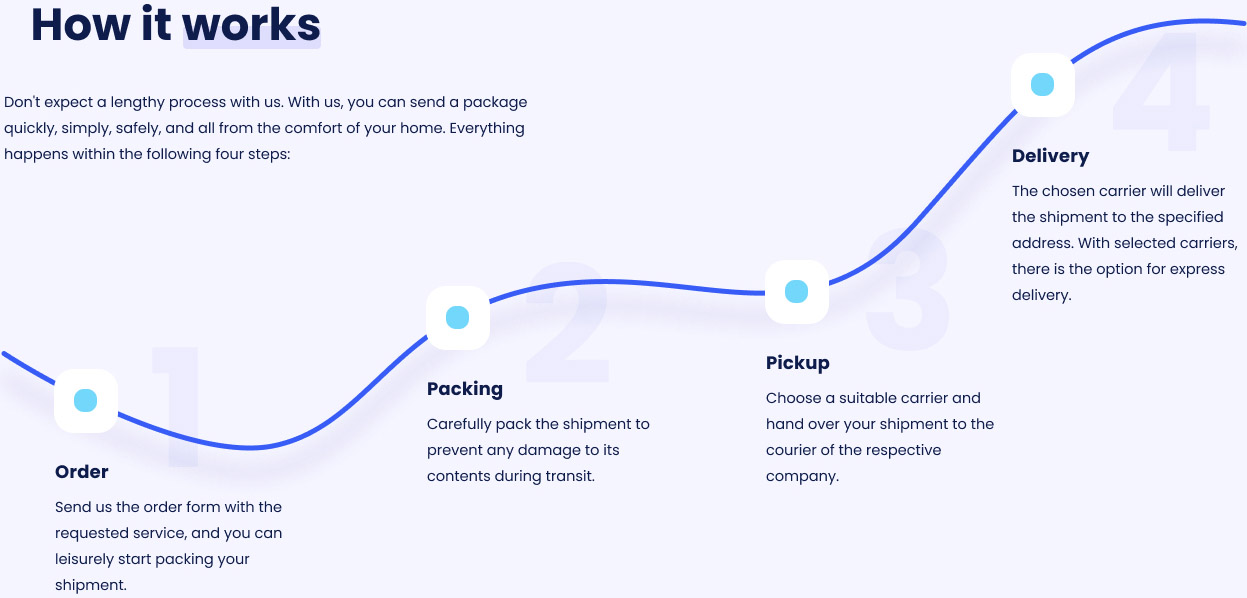 How it works
Don't expect a lengthy process with us. With us, you can send a package
quickly, simply, safely, and all from the comfort of your home. Everything
happens within the following four steps:
1
Order
Send us the order form with the
requested service, and you can
leisurely start packing your
shipment.
2
Packing
Carefully pack the shipment to
prevent any damage to its
contents during transit.
3
Pickup
Choose a suitable carrier and
hand over your shipment to the
courier of the respective
company.
4
Delivery
The chosen carrier will deliver
the shipment to the specified
address. With selected carriers,
there is the option for express
delivery.